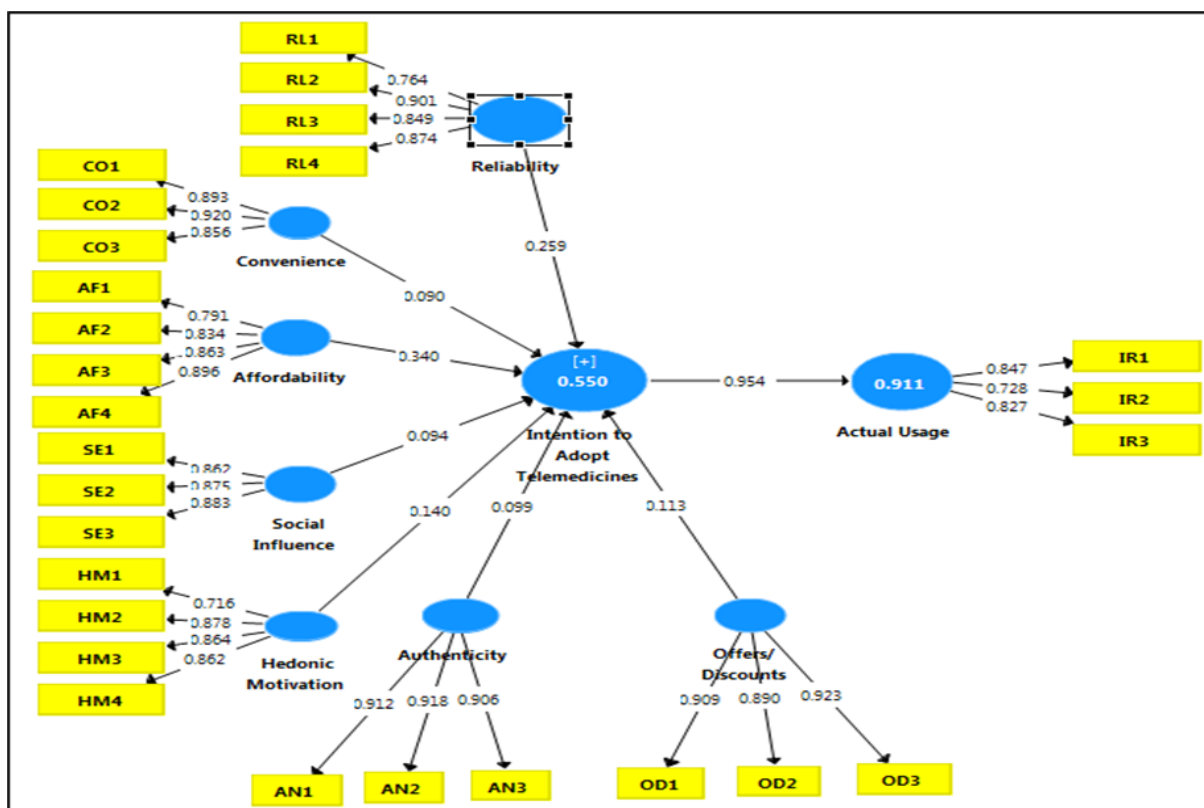 RL1
RL2
RL3
RL4
0.764
0.901
0.849
0.874
Reliability
CO1
CO2
CO3
0.893
0.920
0.856
Convenience
0.259
0.090
AF1
AF2
AF3
AF4
0.791
0.834
0.863
0.896
Affordability
0.340
[+]
0.550
Intention to
Adopt
Telemedicines
0.954
0.911
Actual Usage
0.847
0.728
0.827
IR1
IR2
IR3
SE1
SE2
SE3
0.862
0.875
0.883
Social
Influence
0.094
HM1
HM2
HM3
HM4
0.716
0.878
0.864
0.862
Hedonic
Motivation
0.140
0.099
Authenticity
0.912
0.918
0.906
AN1
AN2
AN3
0.113
Offers/
Discounts
0.909
0.890
0.923
OD1
OD2
OD3